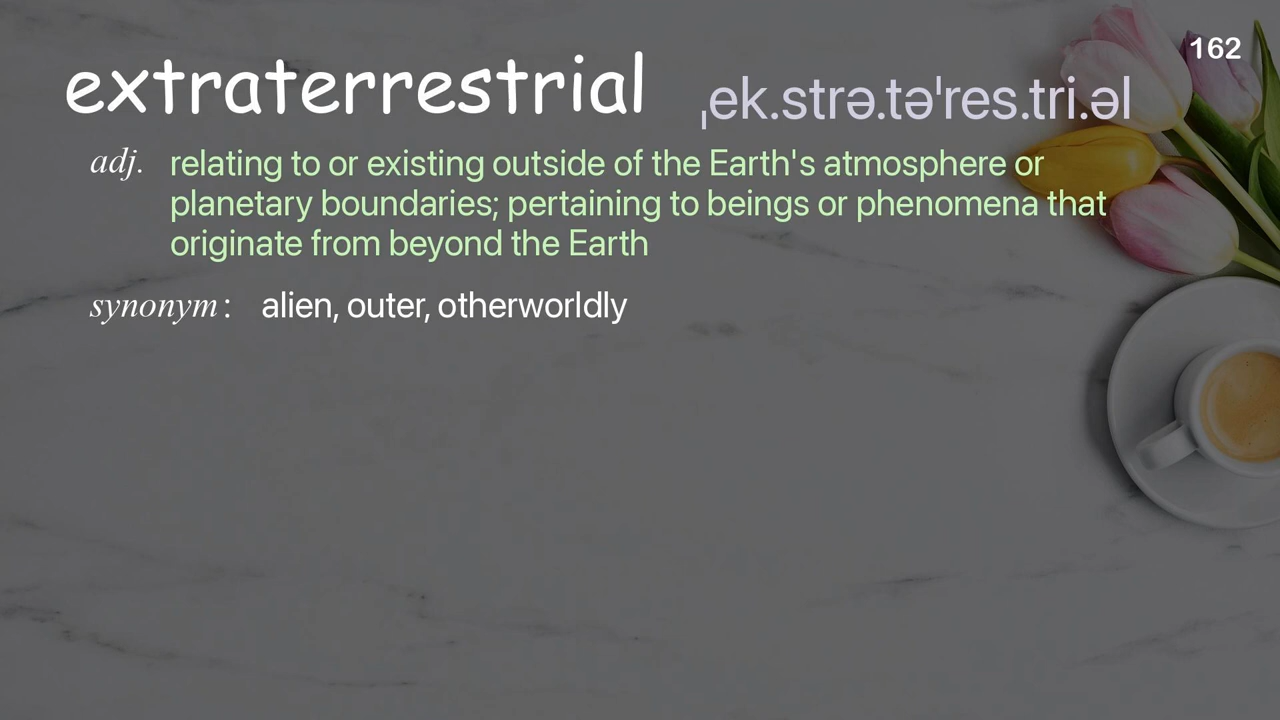 162
extraterrestrial ˌek.strə.təˈres.tri.əl
adj. relating to or existing outside of the Earth's atmosphere or
planetary boundaries; pertaining to beings or phenomena that
originate from beyond the Earth
synonym: alien, outer, otherworldly